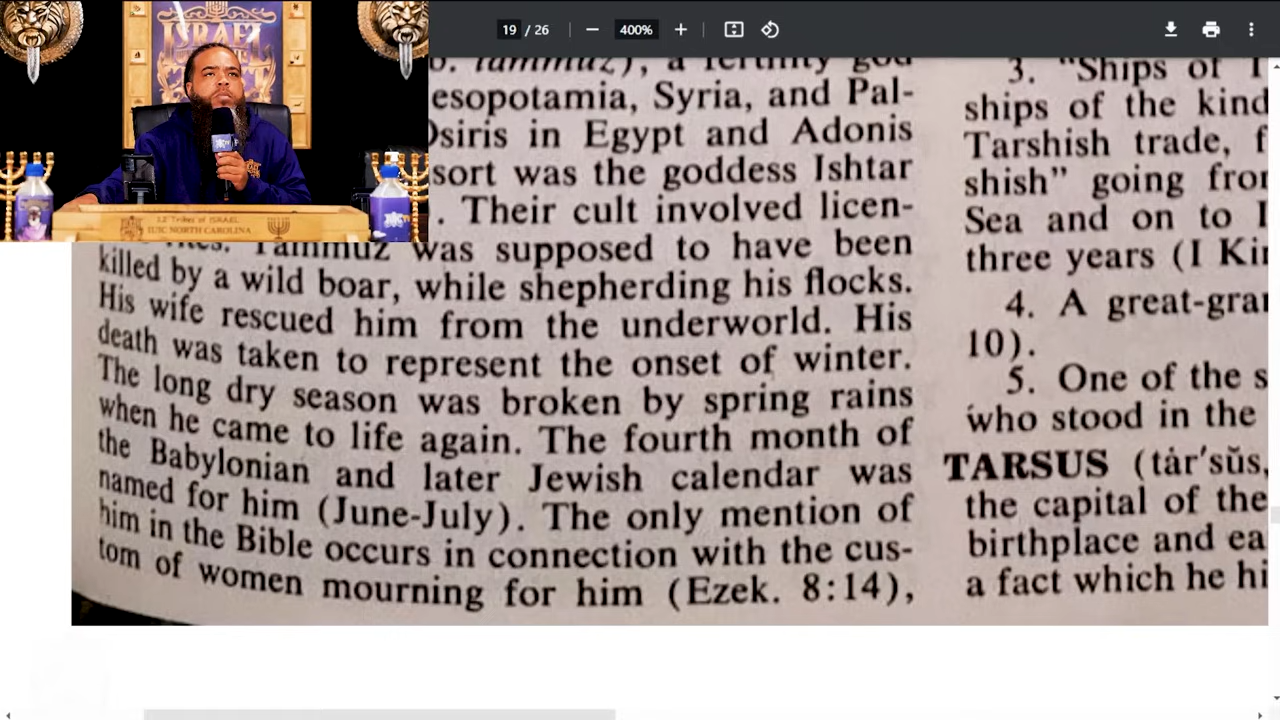 ISRAEL
12 Tribes of ISRAEL
IUIC NORTH CAROLINA
19 / 26
400%
esopotamia, Syria, and Pal-
Osiris in Egypt and Adonis
sort was the goddess Ishtar
. Their cult involved licen-
Tammuz was supposed to have been
killed by a wild boar, while shepherding his flocks.
His wife rescued him from the underworld. His
death was taken to represent the onset of winter.
The long dry season was broken by spring rains
when he came to life again. The fourth month of
the Babylonian and later Jewish calendar was
named for him (June-July). The only mention of
him in the Bible occurs in connection with the cus-
tom of women mourning for him (Ezek. 8:14),
3. "Ships of T
ships of the kind
Tarshish trade, f
shish" going from
Sea and on to I
three years (I Ki
4. A great-gra
10).
5. One of the s
who stood in the
TARSUS (tár′sŭs,
the capital of the
birthplace and ea
a fact which he hi